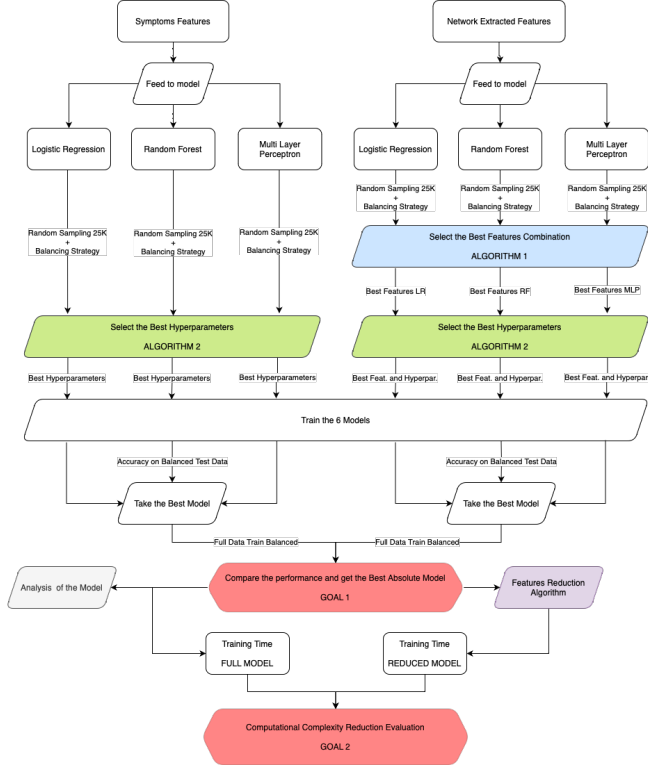 Symptoms Features
Network Extracted Features
Feed to model
Feed to model
Logistic Regression
Random Forest
Multi Layer
Perceptron
Logistic Regression
Random Forest
Multi Layer
Perceptron
Random Sampling 25K
+
Balancing Strategy
Random Sampling 25K
+
Balancing Strategy
Random Sampling 25K
+
Balancing Strategy
Random Sampling 25K
+
Balancing Strategy
Random Sampling 25K
+
Balancing Strategy
Random Sampling 25K
+
Balancing Strategy
Select the Best Features Combination
ALGORITHM 1
Best Features LR
Best Features RF
Best Features MLP
Select the Best Hyperparameters
ALGORITHM 2
Select the Best Hyperparameters
ALGORITHM 2
Best Hyperparameters
Best Hyperparameters
Best Hyperparameters
Best Feat. and Hyperpar.
Best Feat. and Hyperpar.
Best Feat. and Hyperpar
Train the 6 Models
Accuracy on Balanced Test Data
Accuracy on Balanced Test Data
Take the Best Model
Take the Best Model
Full Data Train Balanced
Full Data Train Balanced
Analysis of the Model
Compare the performance and get the Best Absolute Model
GOAL 1
Features Reduction
Algorithm
Training Time
FULL MODEL
Training Time
REDUCED MODEL
Computational Complexity Reduction Evaluation
GOAL 2